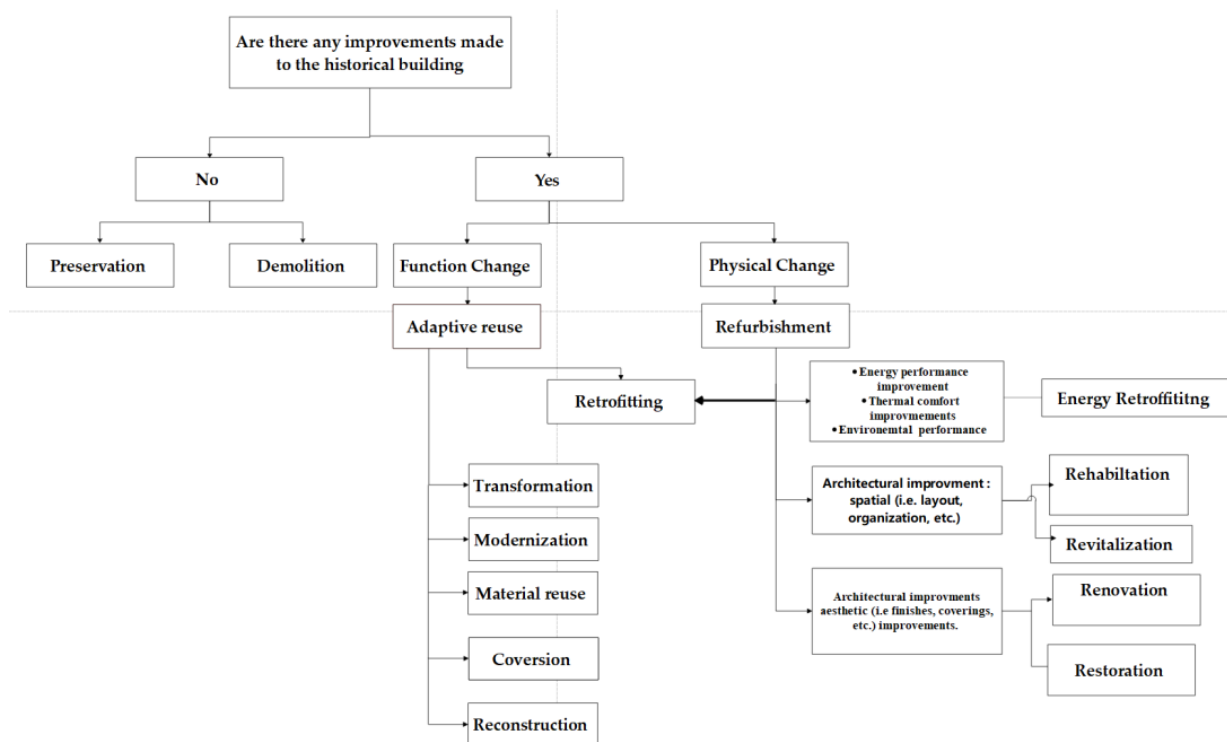 Are there any improvements made
to the historical building
No
Yes
Preservation
Demolition
Function Change
Physical Change
Adaptive reuse
Refurbishment
Retrofitting
• Energy performance
improvement
• Thermal comfort
improvmements
• Environemtal performance
Energy Retroffititng
Transformation
Modernization
Material reuse
Coversion
Reconstruction
Architectural improvment :
spatial (i.e. layout,
organization, etc.)
Rehabiltation
Revitalization
Architectural improvments
aesthetic (i.e finishes, coverings,
etc.) improvements.
Renovation
Restoration